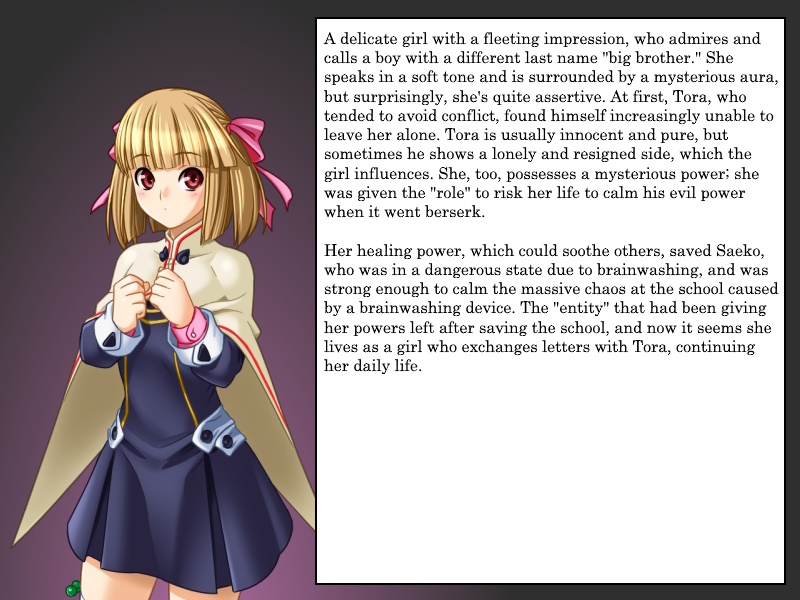 A delicate girl with a fleeting impression, who admires and
calls a boy with a different last name "big brother." She
speaks in a soft tone and is surrounded by a mysterious aura,
but surprisingly, she's quite assertive. At first, Tora, who
tended to avoid conflict, found himself increasingly unable to
leave her alone. Tora is usually innocent and pure, but
sometimes he shows a lonely and resigned side, which the
girl influences. She, too, possesses a mysterious power; she
was given the "role" to risk her life to calm his evil power
when it went berserk.

Her healing power, which could soothe others, saved Saeko,
who was in a dangerous state due to brainwashing, and was
strong enough to calm the massive chaos at the school caused
by a brainwashing device. The "entity" that had been giving
her powers left after saving the school, and now it seems she
lives as a girl who exchanges letters with Tora, continuing
her daily life.